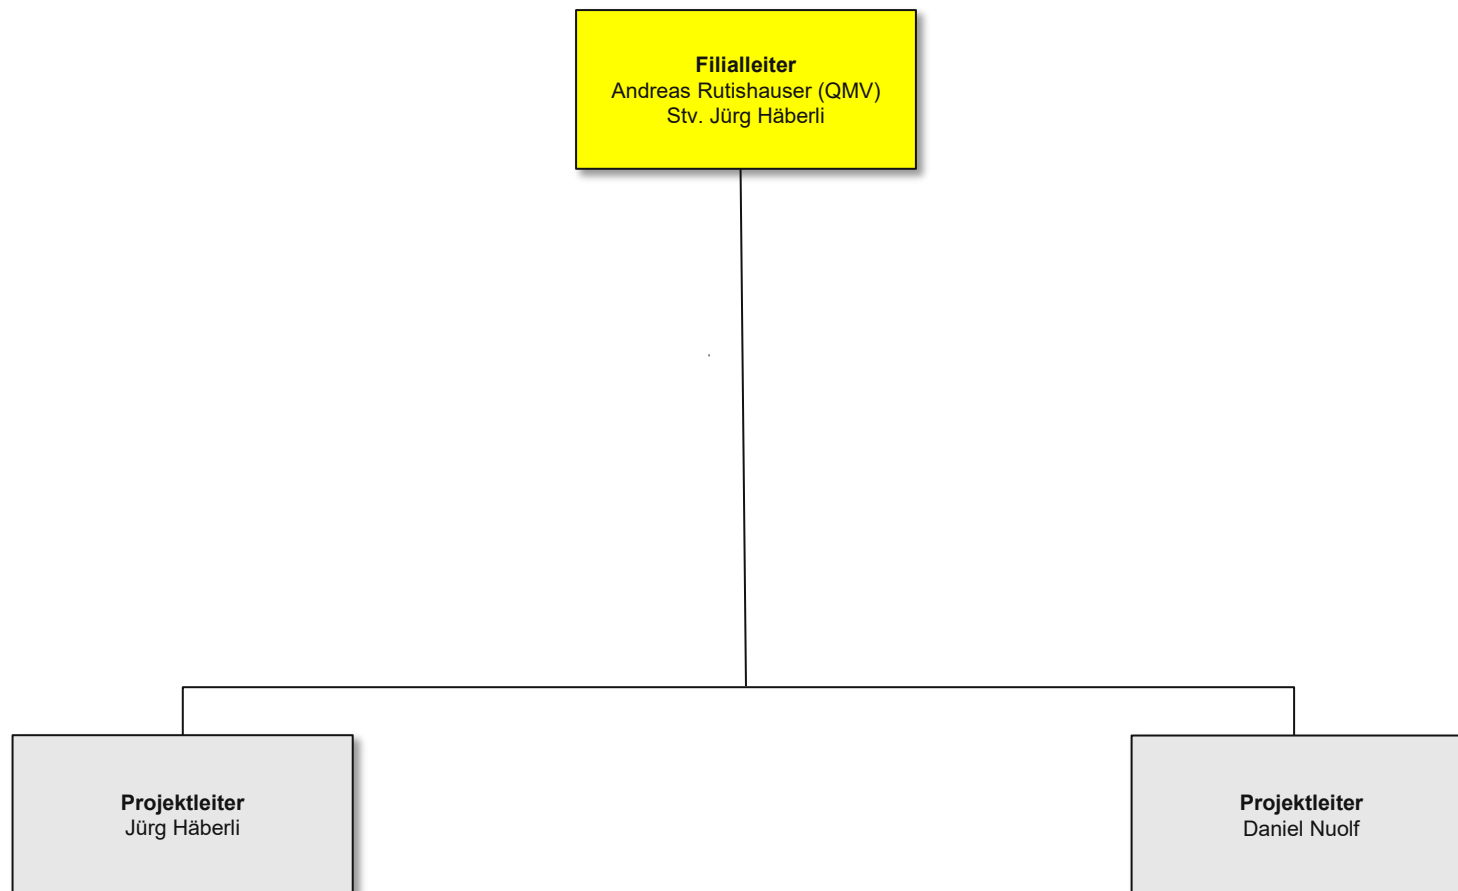 Filialleiter
Andreas Rutishauser (QMV)
Stv. Jürg Häberli
Projektleiter
Jürg Häberli
Projektleiter
Daniel Nuolf